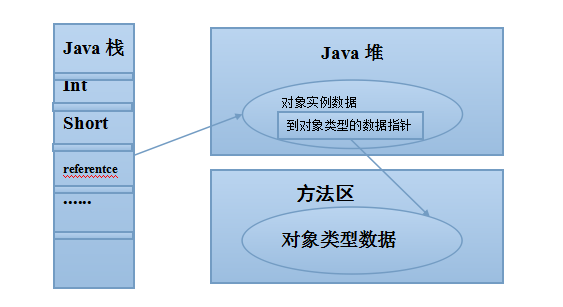 Java 栈
Int
Short
referentce
......
Java 堆
对象实例数据
到对象类型的数据指针
方法区
对象类型数据